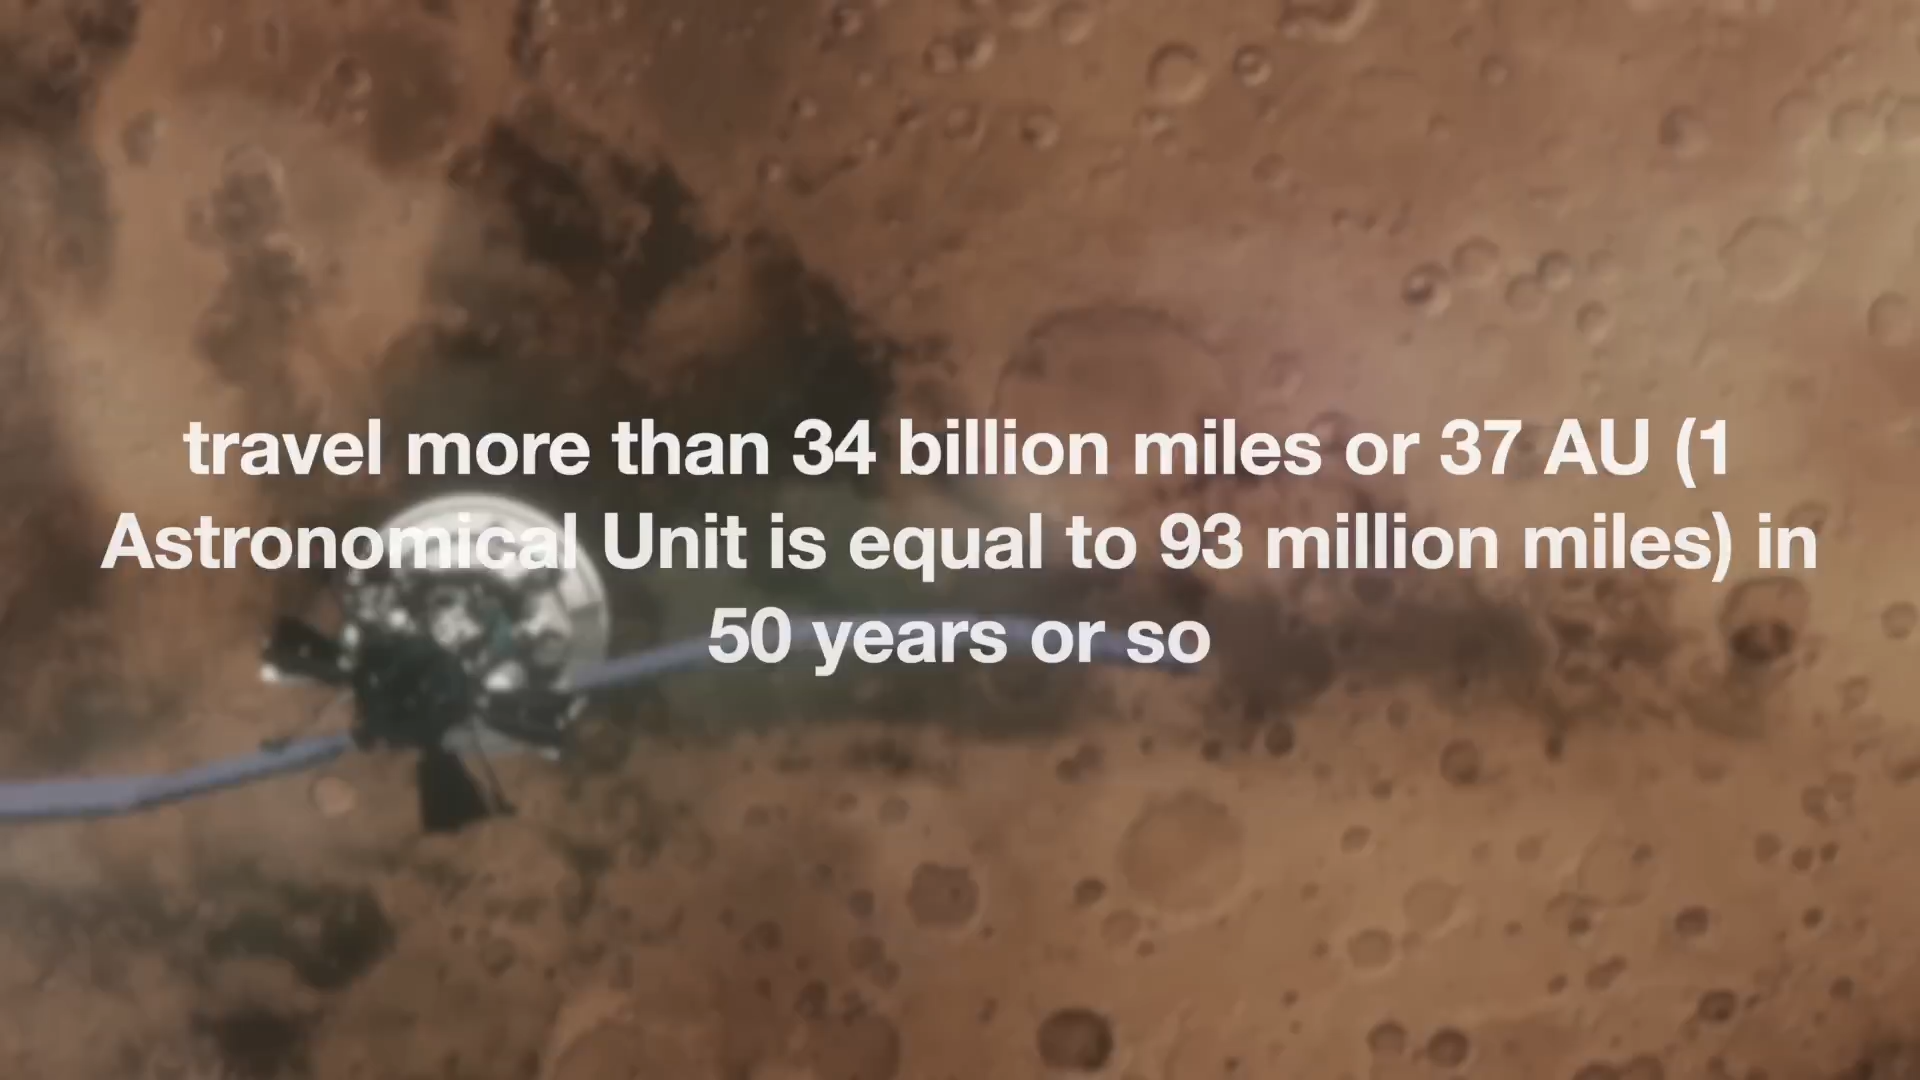 travel more than 34 billion miles or 37 AU (1
Astronomical Unit is equal to 93 million miles) in
50 years or so